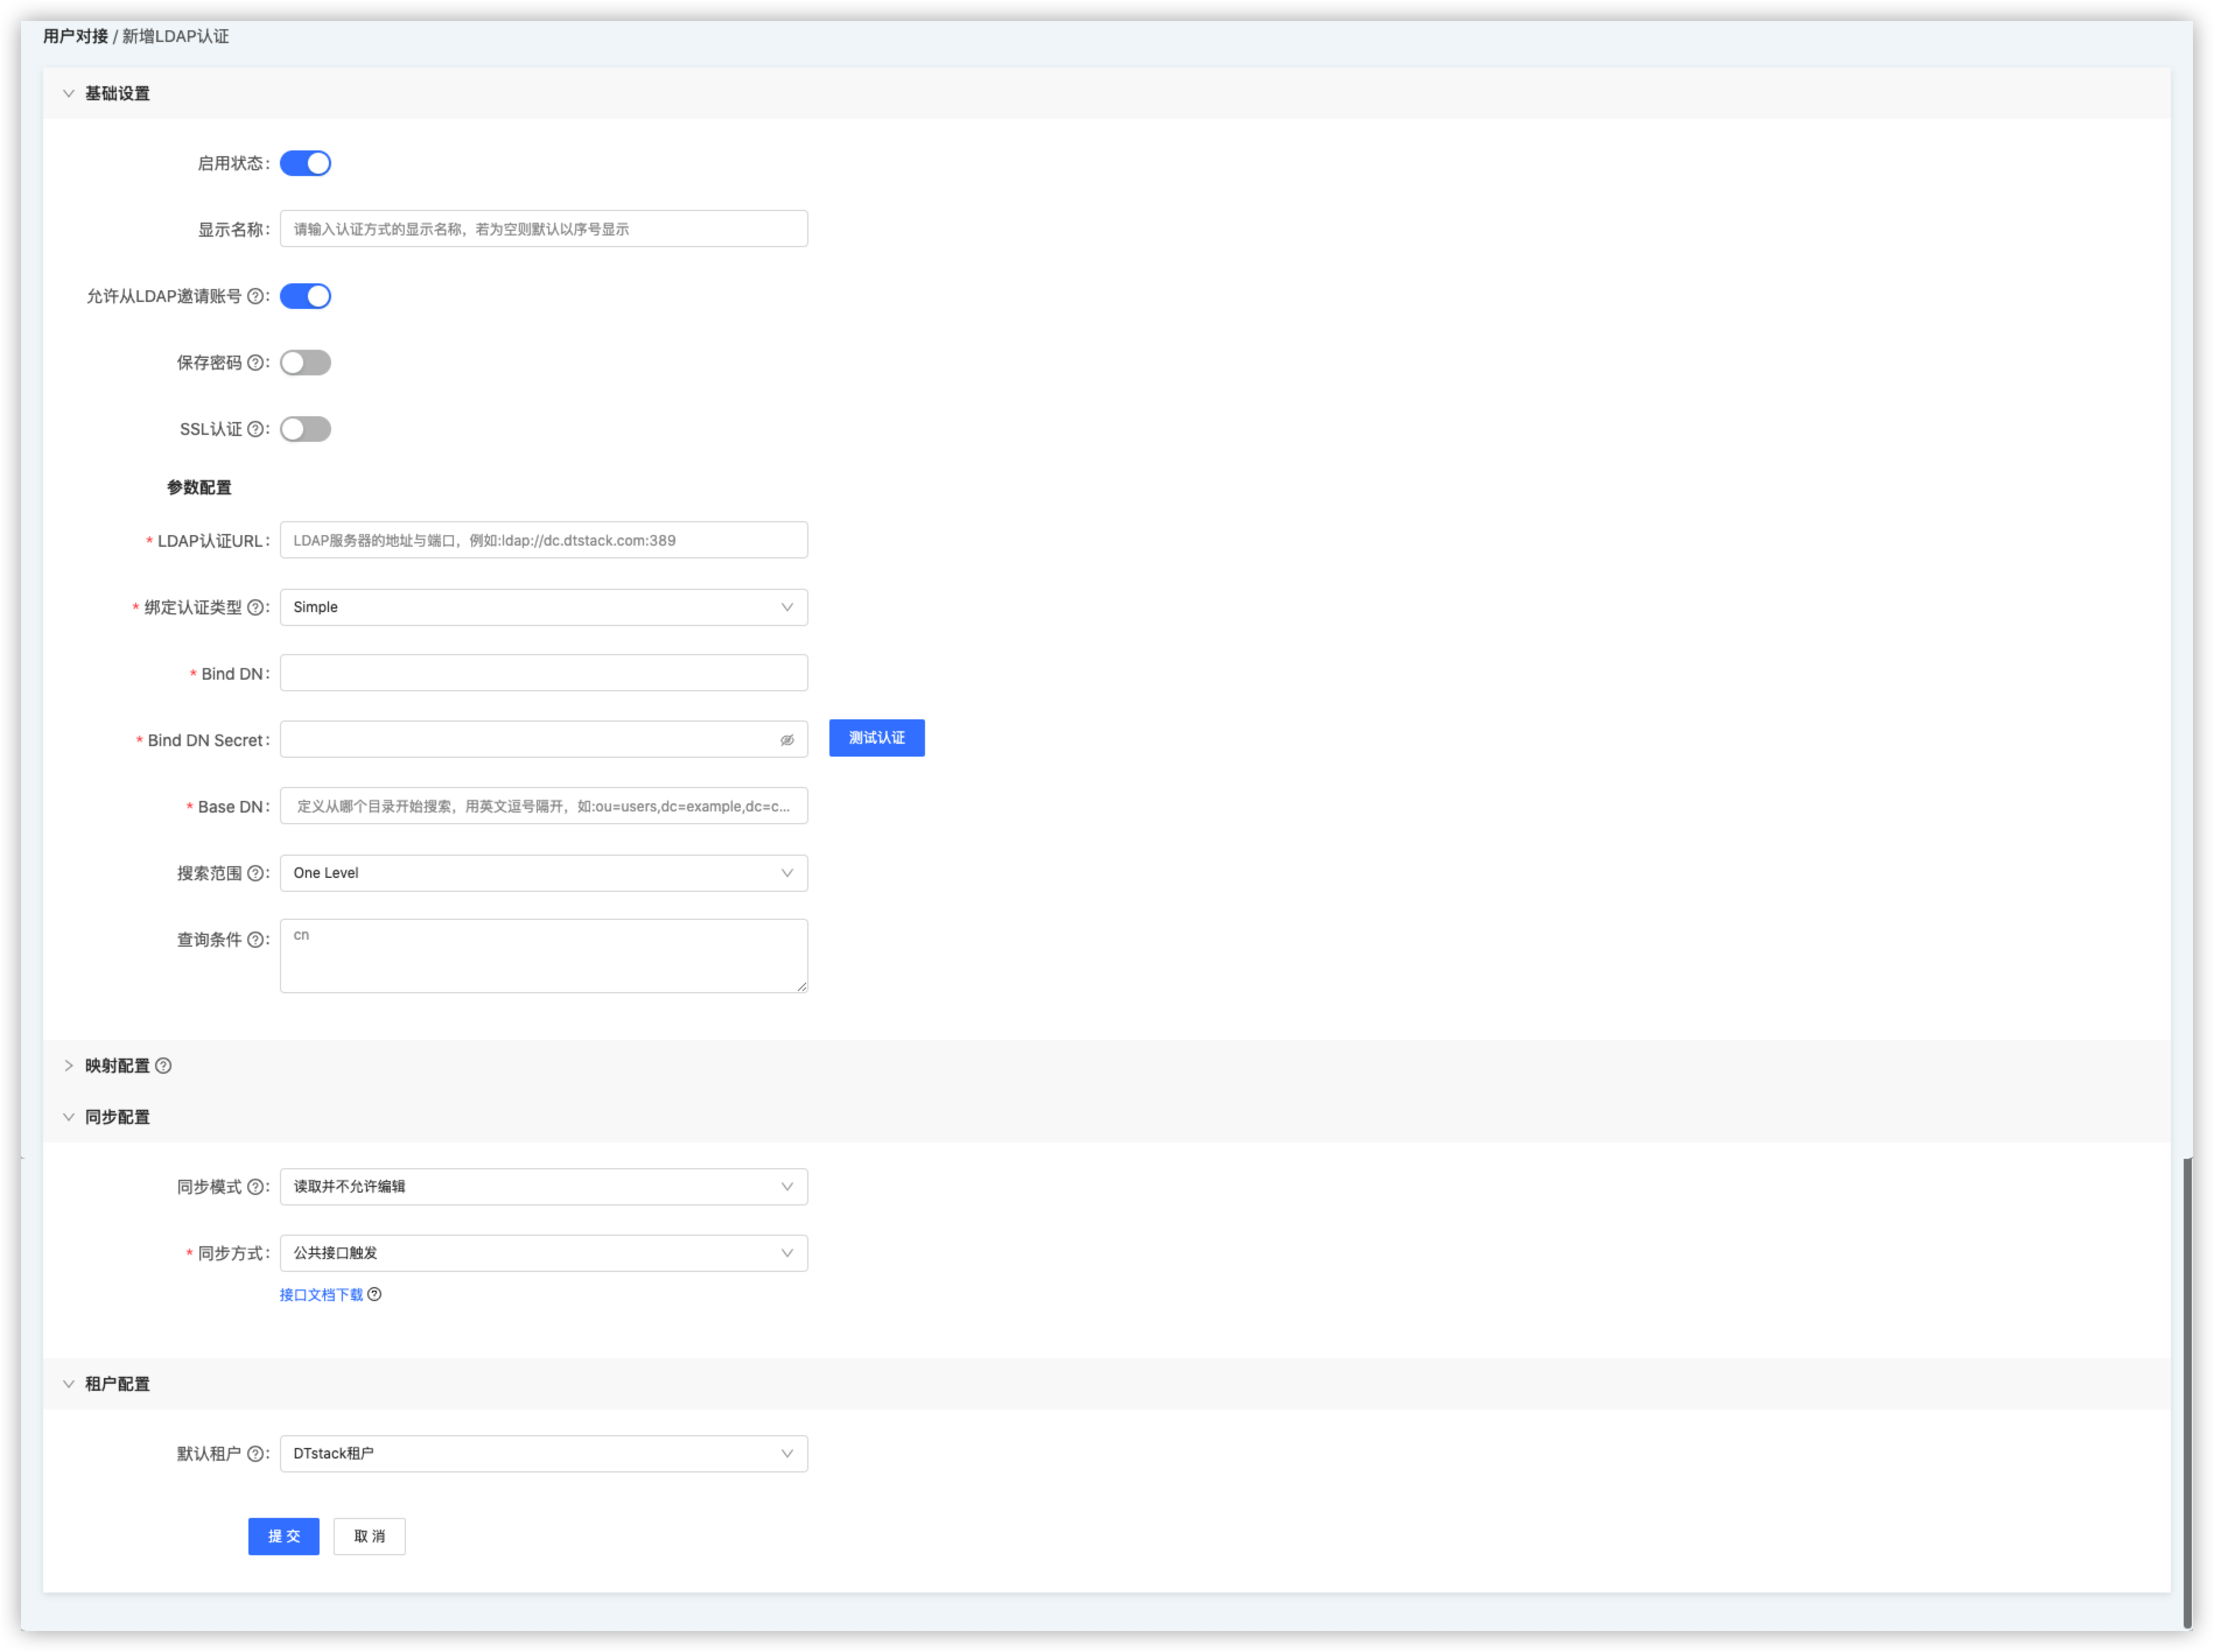 用户对接 / 新增LDAP认证
基础设置
启用状态：
显示名称： 请输入认证方式的显示名称，若为空则默认以序号显示
允许从LDAP邀请账号 ?：
保存密码 ?：
SSL认证 ?：
参数配置
* LDAP认证URL： LDAP服务器的地址与端口，例如:ldap://dc.dtstack.com:389
* 绑定认证类型 ?： Simple
* Bind DN：
* Bind DN Secret： 测试认证
* Base DN： 定义从哪个目录开始搜索，用英文逗号隔开，如:ou=users,dc=example,dc=c...
搜索范围 ?： One Level
查询条件 ?： cn
映射配置 ?
同步配置
同步模式 ?： 读取并不允许编辑
* 同步方式： 公共接口触发
接口文档下载 ?
租户配置
默认租户 ?： DTstack租户
提 交 取 消